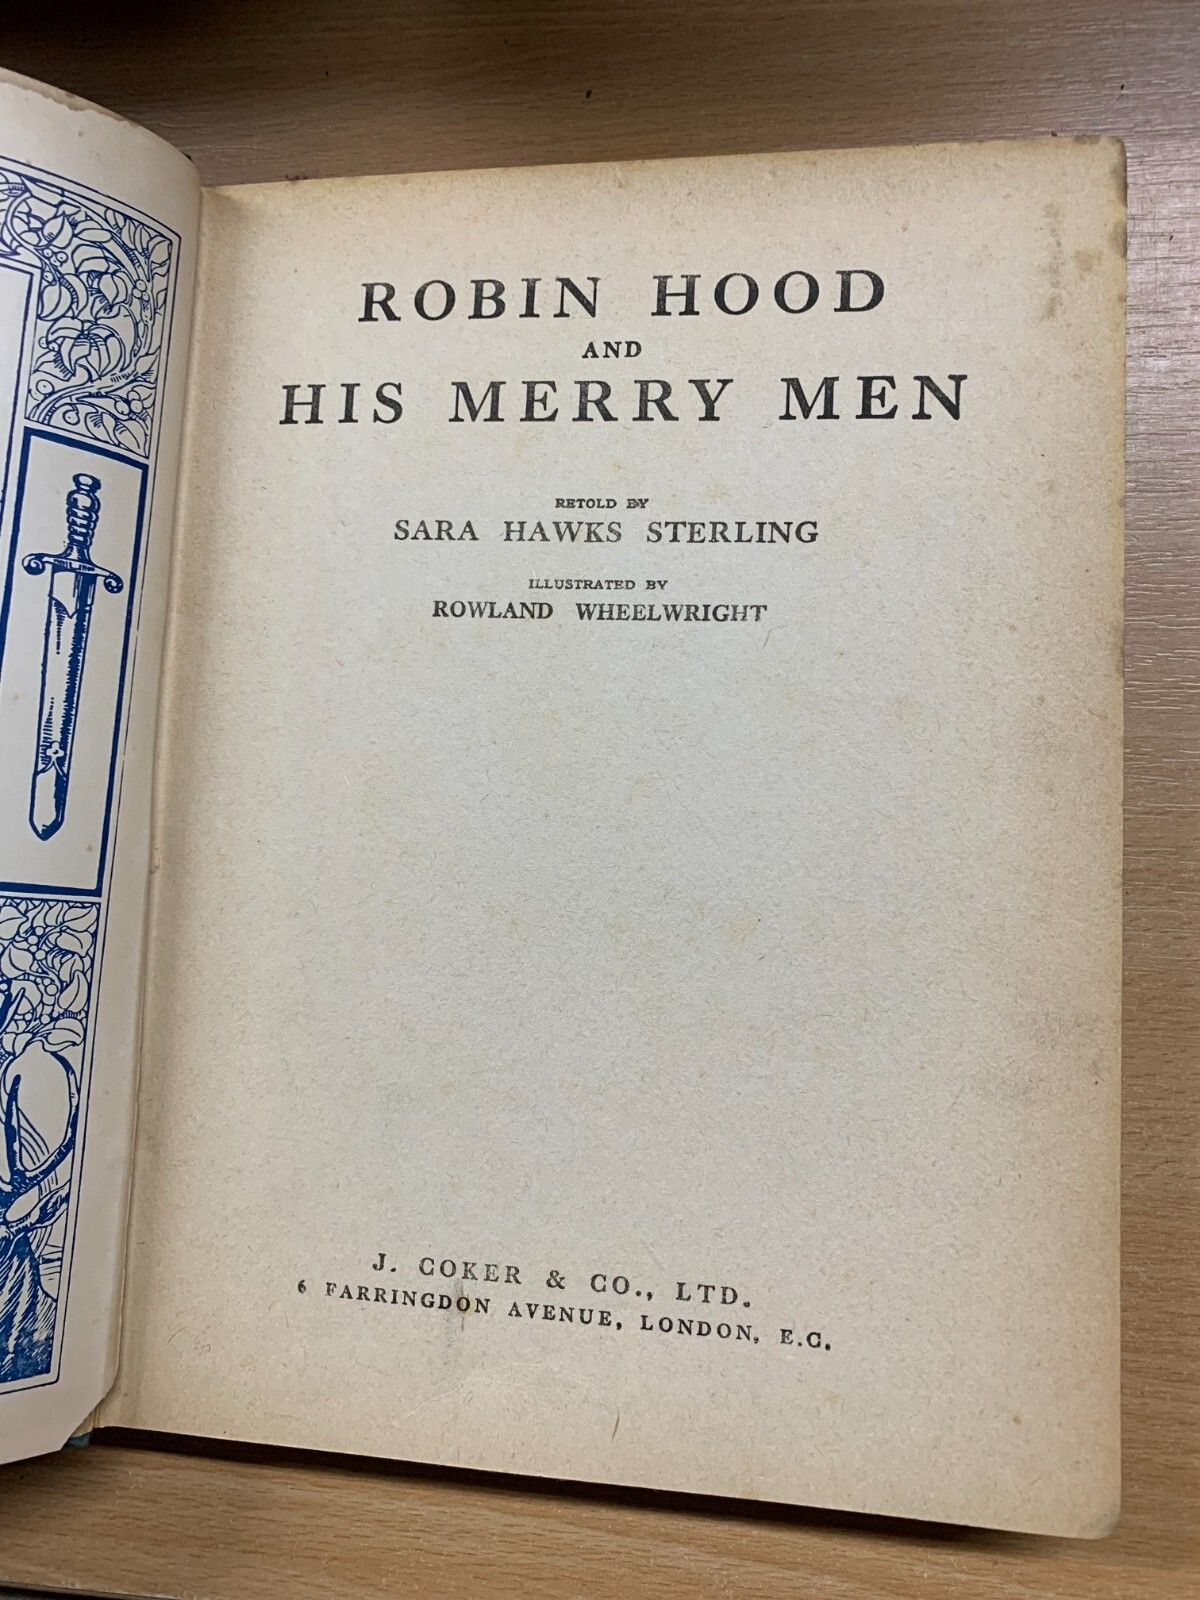 ROBIN HOOD
AND
HIS MERRY MEN
RETOLD BY
SARA HAWKS STERLING
ILLUSTRATED BY
ROWLAND WHEELWRIGHT
J. COKER & CO., LTD.
6 FARRINGDON AVENUE, LONDON, E.C.